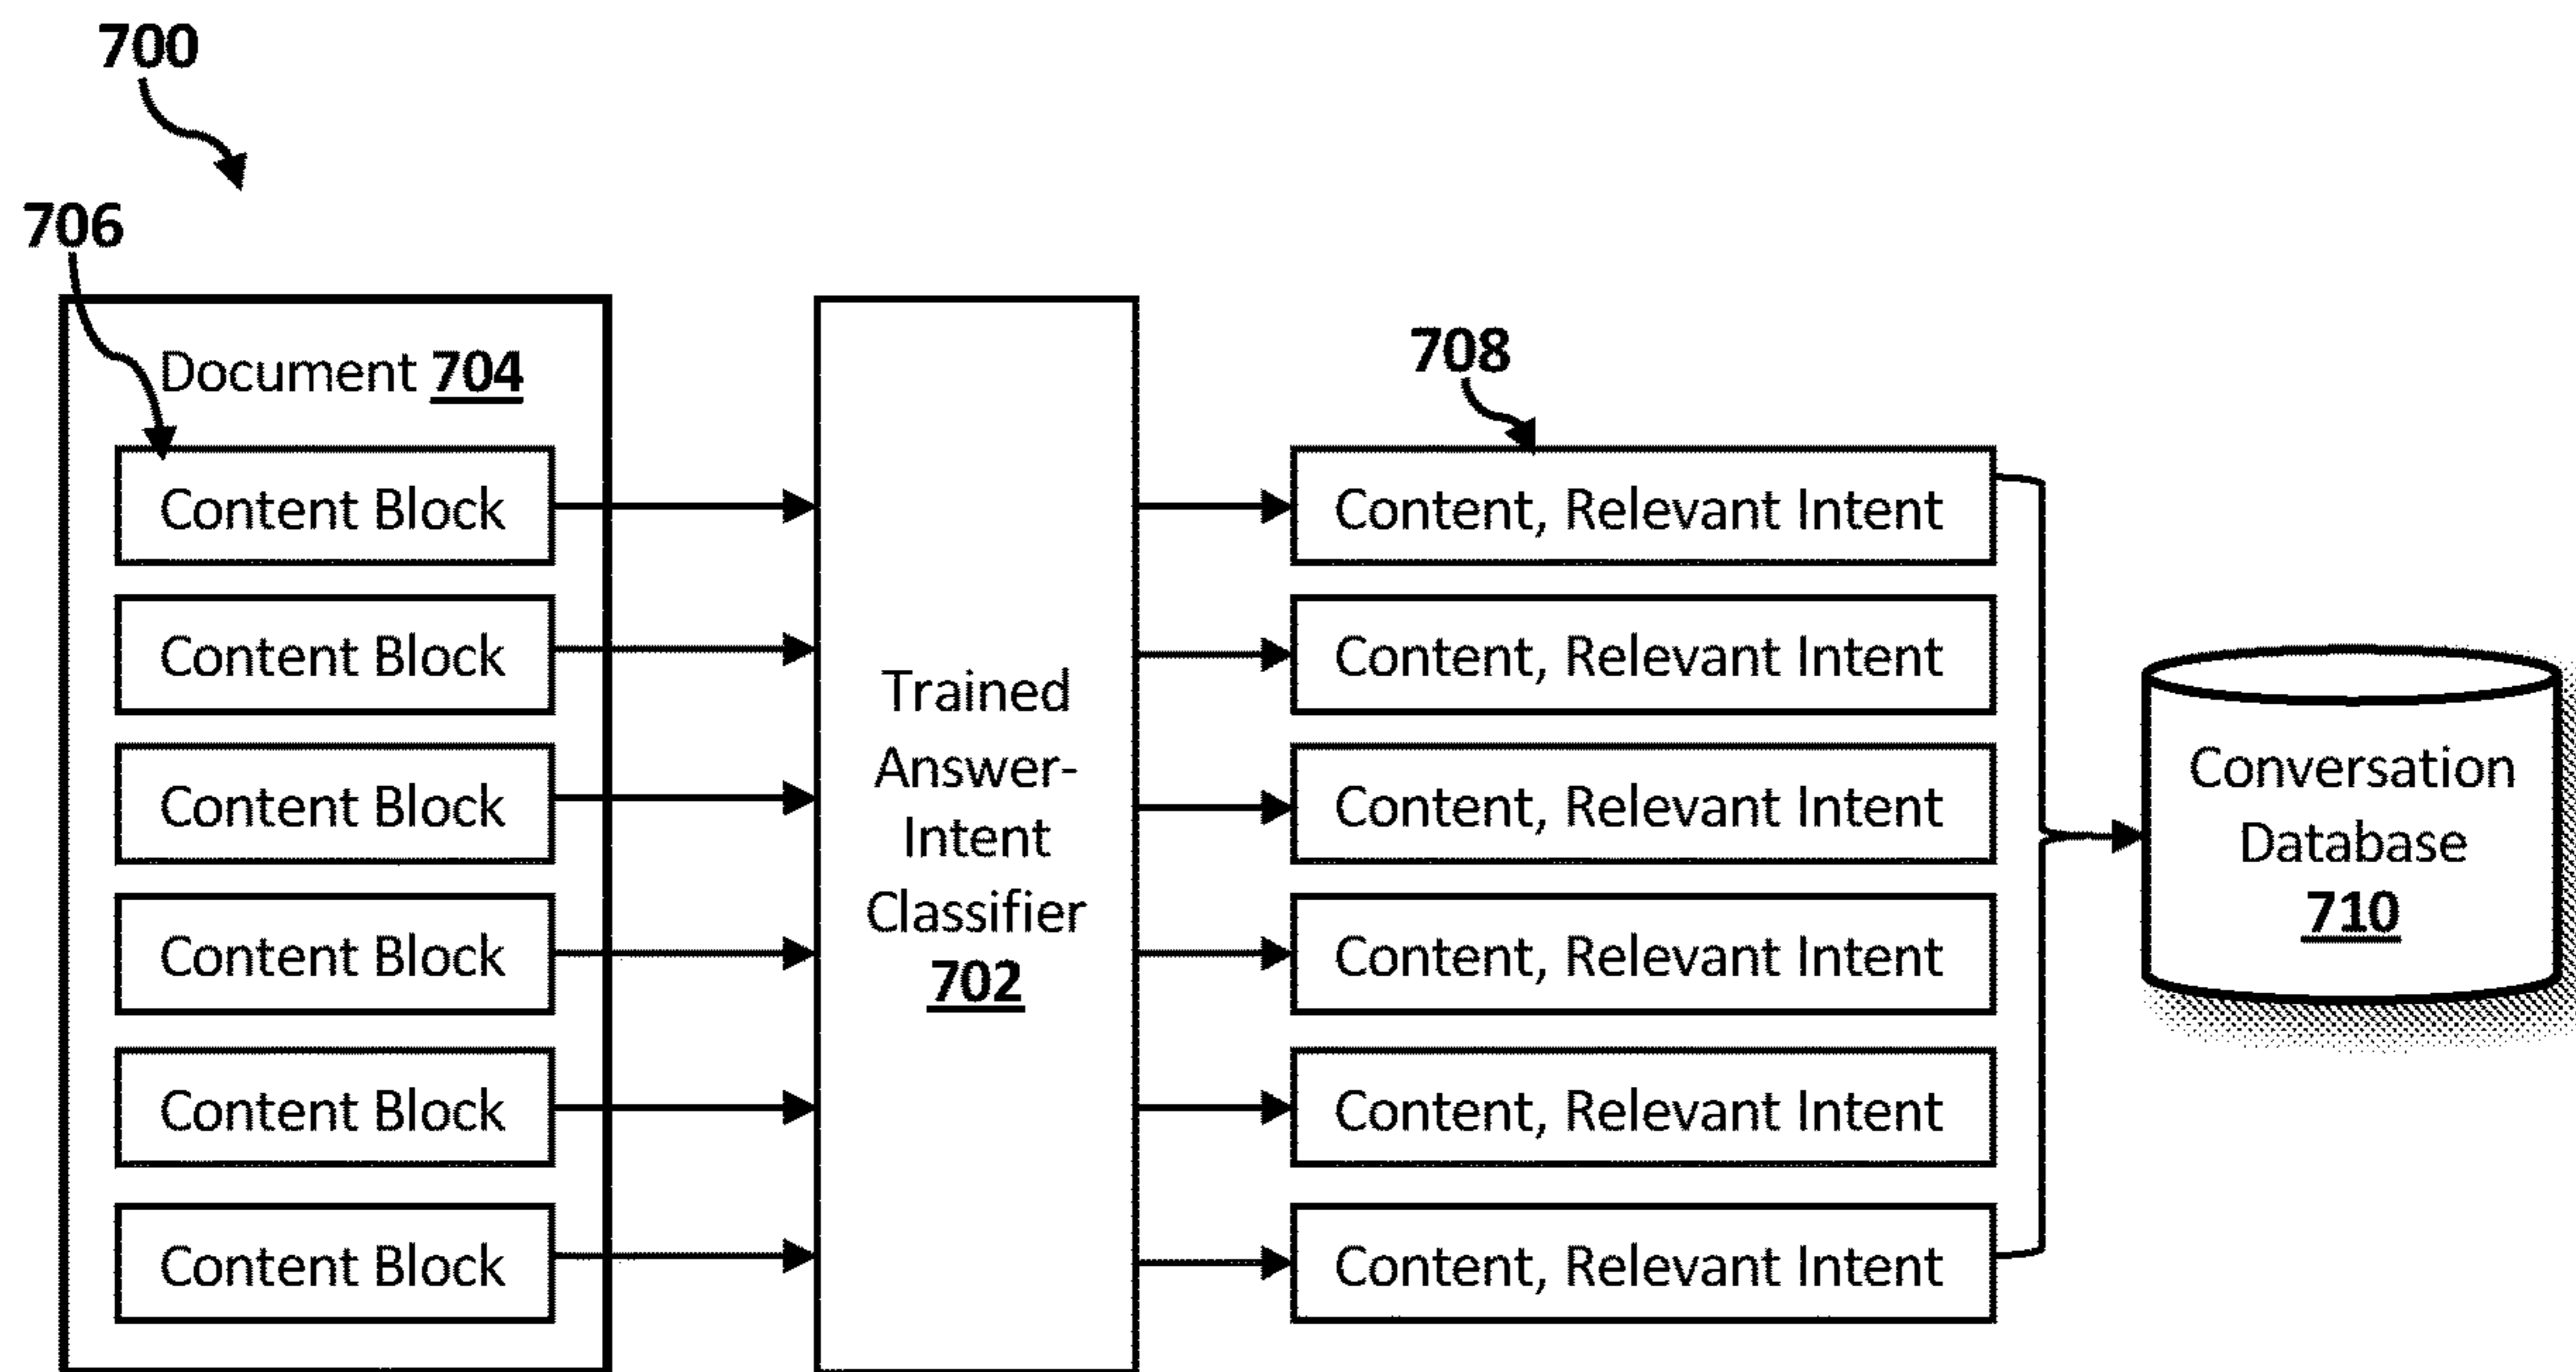 700
706
Document 704
Content Block
Content Block
Content Block
Content Block
Content Block
Content Block
Trained
Answer-
Intent
Classifier
702
708
Content, Relevant Intent
Content, Relevant Intent
Content, Relevant Intent
Content, Relevant Intent
Content, Relevant Intent
Content, Relevant Intent
Conversation
Database
710